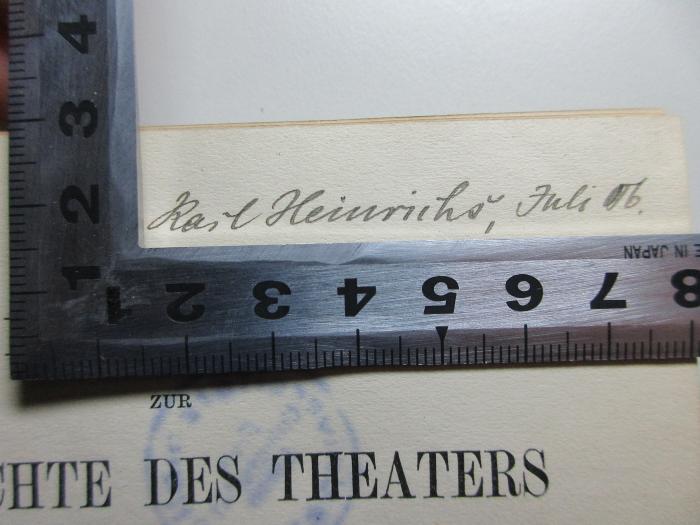 Karl Heinrichs, Juli 06.
4
3
2
1
E IN JAPAN
1 2 3 4 5 6 7 8
ZUR
CHTE DES THEATERS